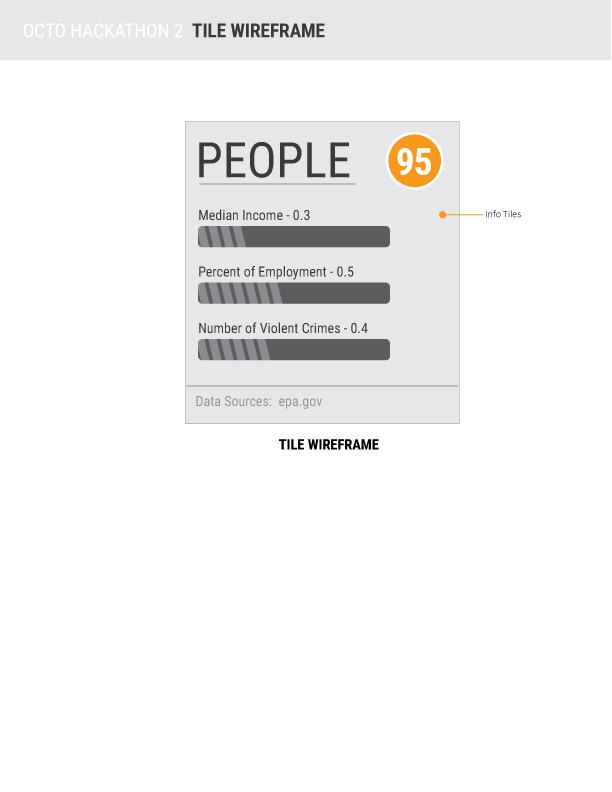 OCTO HACKATHON 2 TILE WIREFRAME
PEOPLE 95
Median Income - 0.3
Info Tiles
Percent of Employment - 0.5
Number of Violent Crimes - 0.4
Data Sources: epa.gov
TILE WIREFRAME